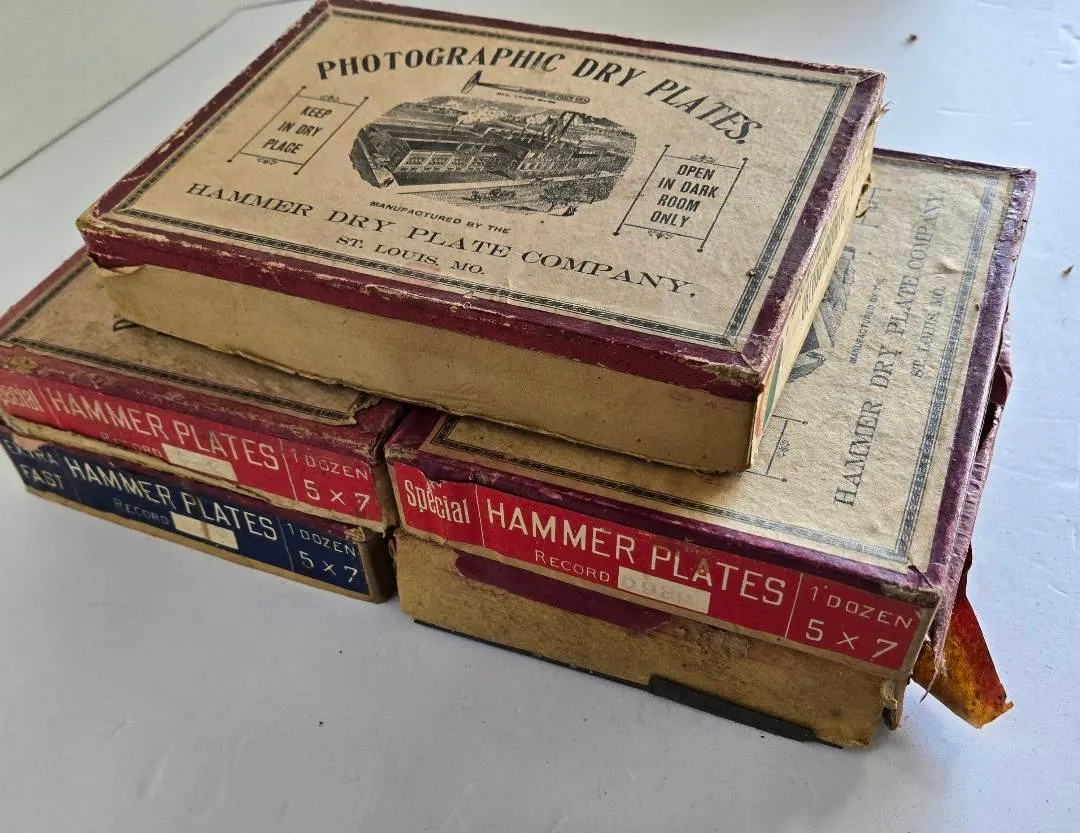 PHOTOGRAPHIC DRY PLATES.
REG. TRADE MARK
KEEP
IN DRY
PLACE
OPEN
IN DARK
ROOM
ONLY
MANUFACTURED BY THE
HAMMER DRY PLATE COMPANY.
ST. LOUIS, MO.
MANUFACTURED BY THE
HAMMER DRY PLATE COMPANY
ST. LOUIS, MO.
Special
HAMMER PLATES
RECORD
1 DOZEN
5 x 7
EXTRA
FAST
HAMMER PLATES
RECORD
1 DOZEN
5 x 7
Special
HAMMER PLATES
RECORD
1 DOZEN
5 x 7